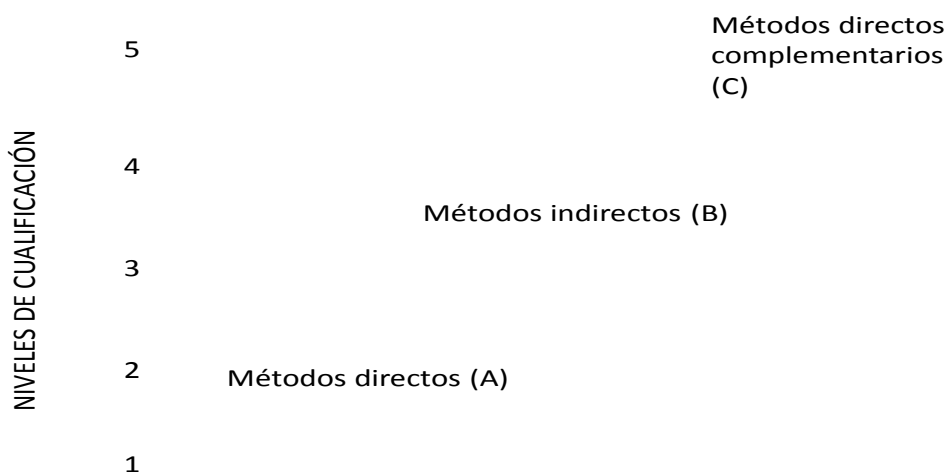 NIVELES DE CUALIFICACIÓN
5
Métodos directos
complementarios
(C)
4
Métodos indirectos (B)
3
2
Métodos directos (A)
1